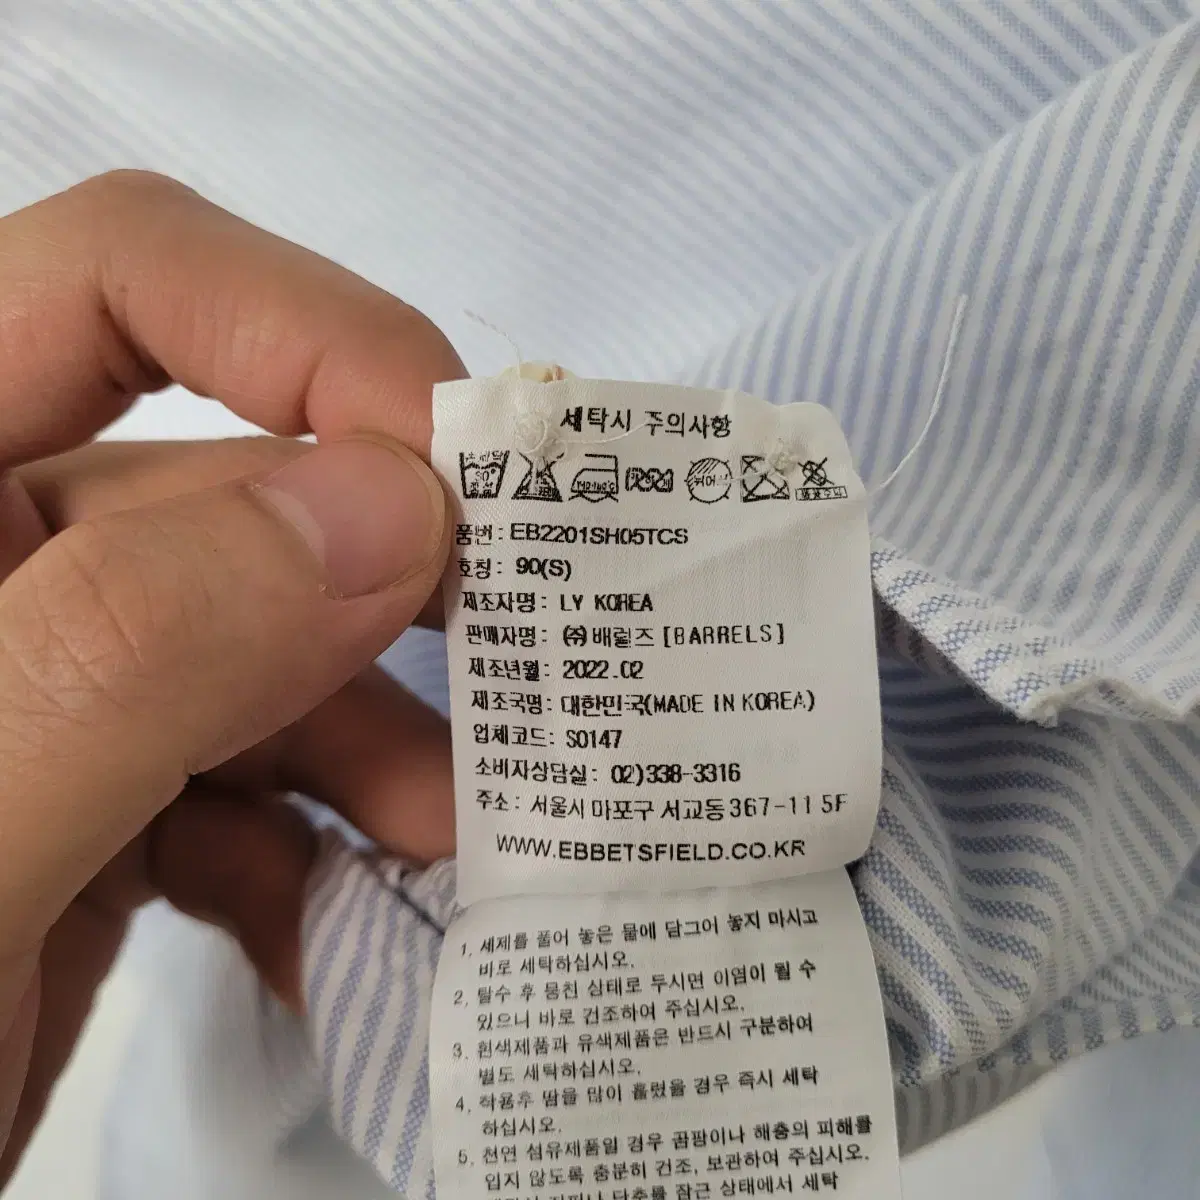 세탁시 주의사항
품번: EB2201SH05TCS
호칭: 90(S)
제조자명: LY KOREA
판매자명: ㈜배럴즈 [BARRELS]
제조년월: 2022.02
제조국명: 대한민국(MADE IN KOREA)
업체코드: S0147
소비자상담실: 02)338-3316
주소: 서울시 마포구 서교동 367-11 5F
WWW.EBBETSFIELD.CO.KR
1. 세제를 풀어 놓은 물에 담그어 놓지 마시고
바로 세탁하십시오.
2. 탈수 후 뭉친 상태로 두시면 이염이 될 수
있으니 바로 건조하여 주십시오.
3. 흰색제품과 유색제품은 반드시 구분하여
별도 세탁하십시오.
4. 착용후 땀을 많이 흘렸을 경우 즉시 세탁
하십시오.
5. 천연 섬유제품일 경우 곰팡이나 해충의 피해를
입지 않도록 충분히 건조, 보관하여 주십시오.
단추를 잠근 상태에서 세탁